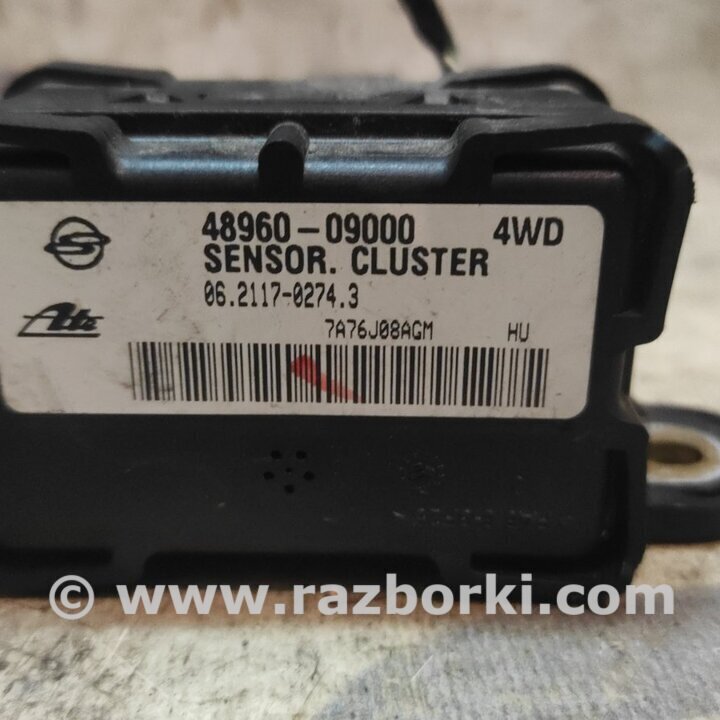 48960-09000 4WD
SENSOR. CLUSTER
06.2117-0274.3
Ate
7A76J08AGM HU
© www.razborki.com